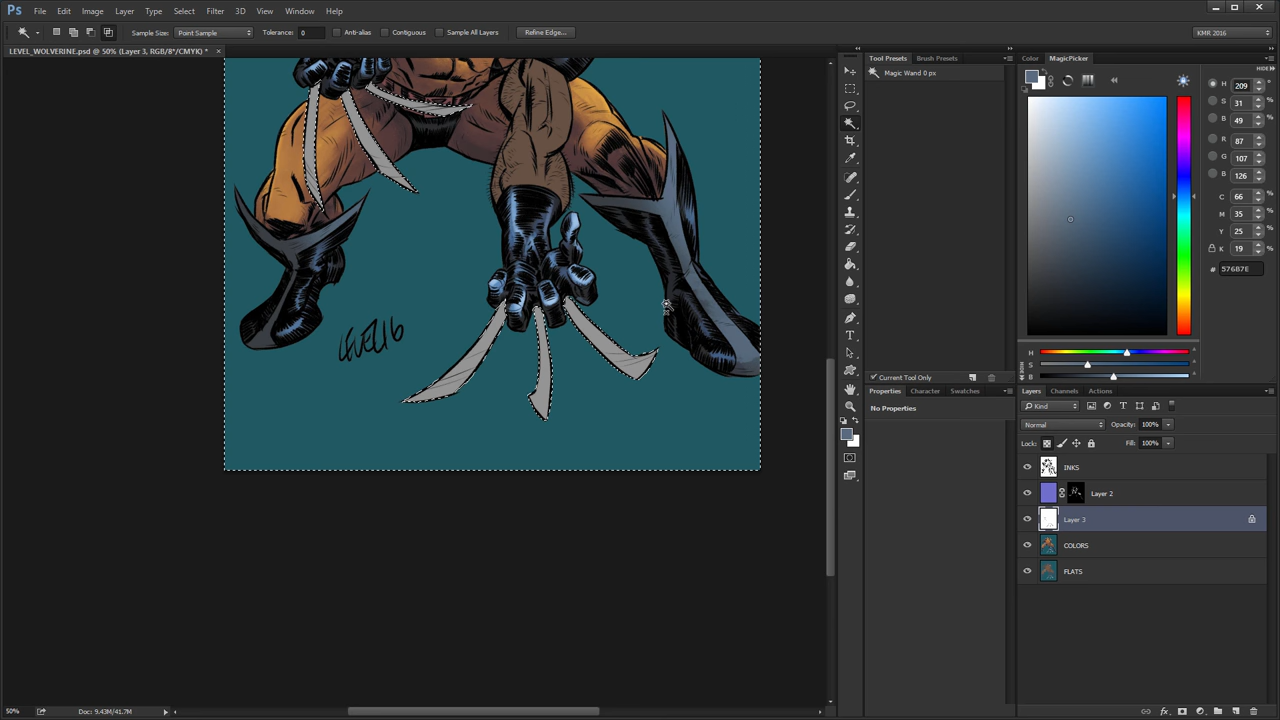 Ps File Edit Image Layer Type Select Filter 3D View Window Help
Sample Size: Point Sample Tolerance: 0 Anti-alias Contiguous Sample All Layers Refine Edge... KMR 2016
LEVEL_WOLVERINE.psd @ 50% (Layer 3, RGB/8*/CMYK) * ×
Tool Presets Brush Presets Color MagicPicker
HIDE
Magic Wand 0 px
H 209 °
S 31 %
B 49 %
R 87
G 107
B 126
C 66 %
M 35 %
Y 25 %
K 19 %
# 576B7E
LEVEL16
H
S
B
Current Tool Only
Properties Character Swatches Layers Channels Actions
No Properties
Kind
Normal Opacity: 100%
Lock: Fill: 100%
INKS
Layer 2
Layer 3
COLORS
FLATS
50% Doc: 9.43M/41.7M